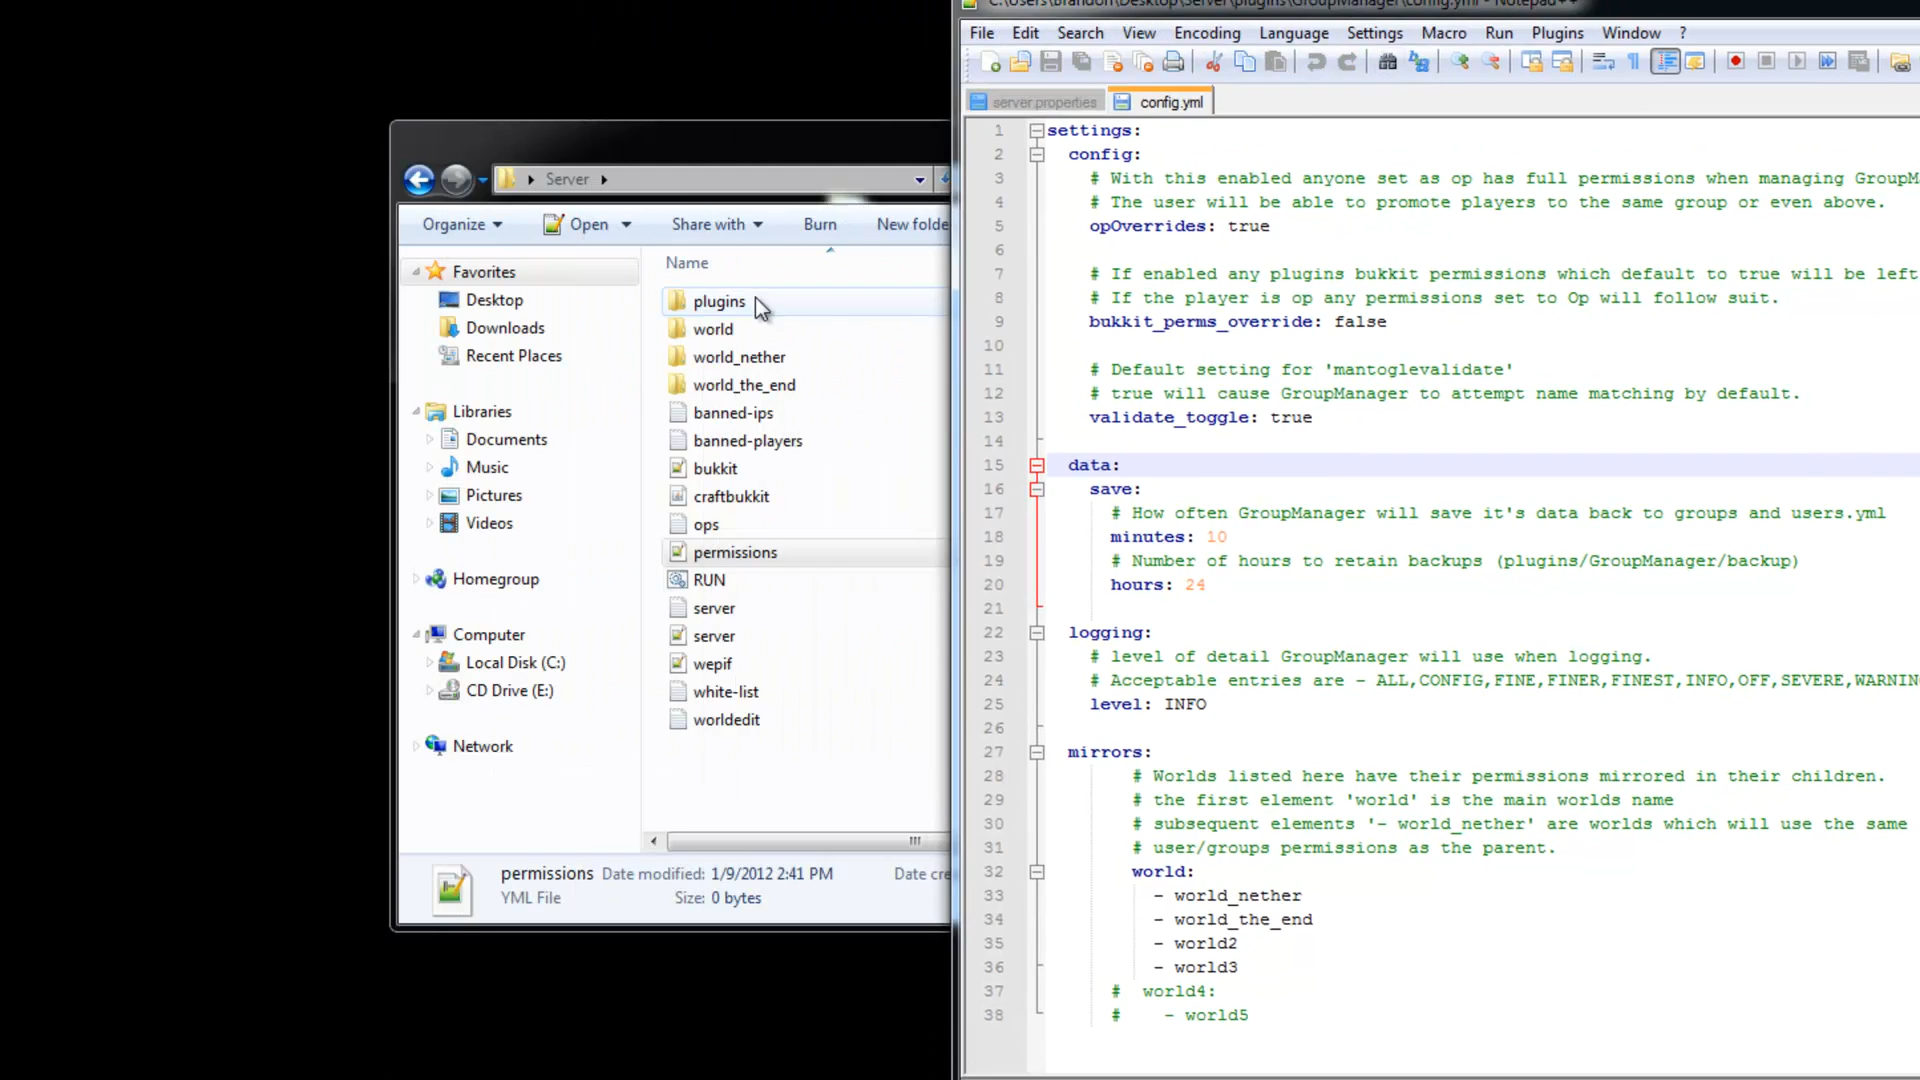 C:\Users\Brandon\Desktop\Server\plugins\GroupManager\config.yml - Notepad++
File Edit Search View Encoding Language Settings Macro Run Plugins Window ?
server.properties config.yml
Server
Organize Open Share with Burn New folde
Favorites
Desktop
Downloads
Recent Places
Libraries
Documents
Music
Pictures
Videos
Homegroup
Computer
Local Disk (C:)
CD Drive (E:)
Network
Name
plugins
world
world_nether
world_the_end
banned-ips
banned-players
bukkit
craftbukkit
ops
permissions
RUN
server
server
wepif
white-list
worldedit
permissions Date modified: 1/9/2012 2:41 PM Date cre
YML File Size: 0 bytes
1 settings:
2 config:
3 # With this enabled anyone set as op has full permissions when managing GroupM
4 # The user will be able to promote players to the same group or even above.
5 opOverrides: true
6
7 # If enabled any plugins bukkit permissions which default to true will be left
8 # If the player is op any permissions set to Op will follow suit.
9 bukkit_perms_override: false
10
11 # Default setting for 'mantoglevalidate'
12 # true will cause GroupManager to attempt name matching by default.
13 validate_toggle: true
14
15 data:
16 save:
17 # How often GroupManager will save it's data back to groups and users.yml
18 minutes: 10
19 # Number of hours to retain backups (plugins/GroupManager/backup)
20 hours: 24
21
22 logging:
23 # level of detail GroupManager will use when logging.
24 # Acceptable entries are - ALL,CONFIG,FINE,FINER,FINEST,INFO,OFF,SEVERE,WARNIN
25 level: INFO
26
27 mirrors:
28 # Worlds listed here have their permissions mirrored in their children.
29 # the first element 'world' is the main worlds name
30 # subsequent elements '- world_nether' are worlds which will use the same
31 # user/groups permissions as the parent.
32 world:
33 - world_nether
34 - world_the_end
35 - world2
36 - world3
37 # world4:
38 # - world5